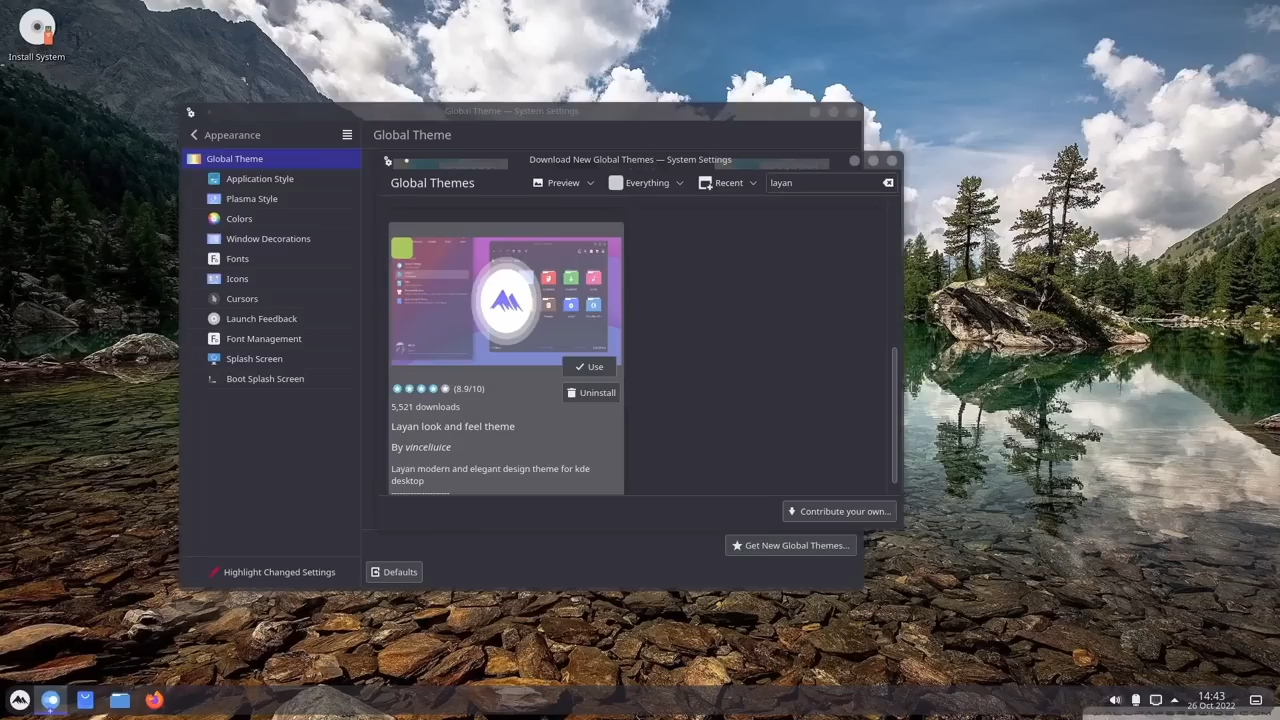 Install System
Global Theme — System Settings
Appearance
Global Theme
Global Theme
Application Style
Plasma Style
Colors
Window Decorations
Fonts
Icons
Cursors
Launch Feedback
Font Management
Splash Screen
Boot Splash Screen
Highlight Changed Settings
Download New Global Themes — System Settings
Global Themes
Preview
Everything
Recent
layan
Use
(8.9/10)
Uninstall
5,521 downloads
Layan look and feel theme
By vinceliuice
Layan modern and elegant design theme for kde
desktop
Contribute your own...
Get New Global Themes...
Defaults
14:43
26 Oct 2022